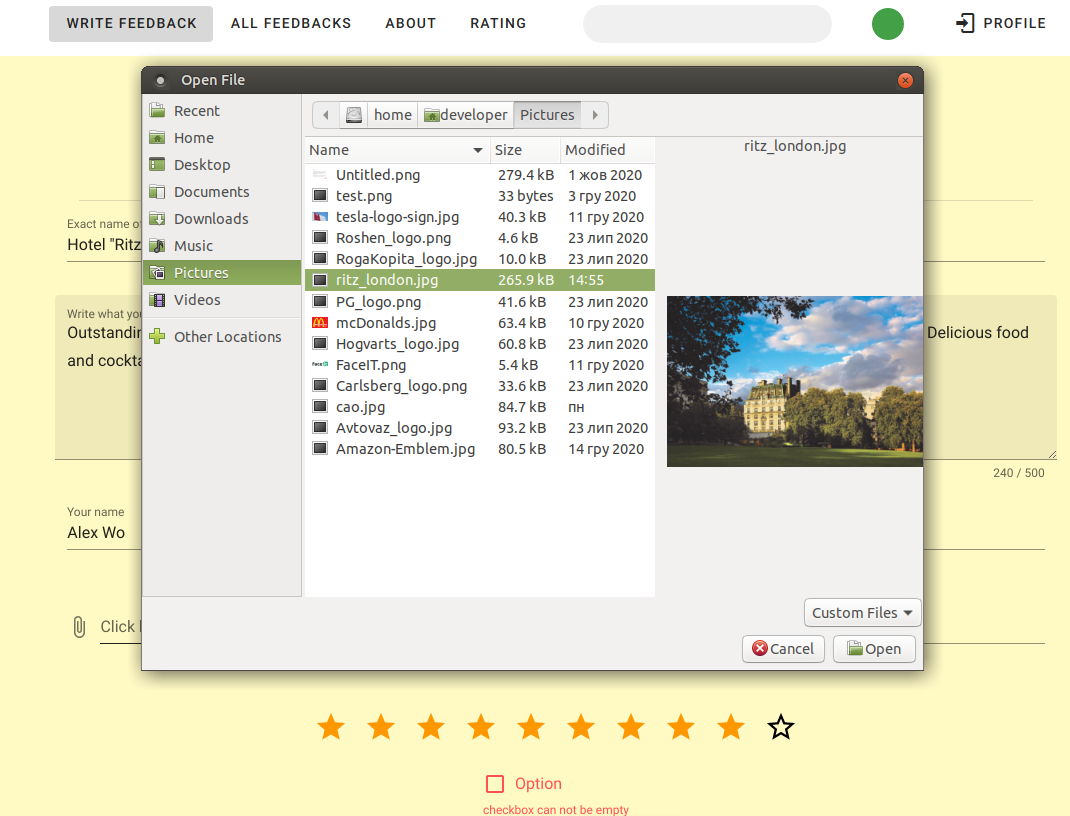 WRITE FEEDBACK ALL FEEDBACKS ABOUT RATING PROFILE
Open File
Recent
Home
Desktop
Documents
Downloads
Music
Pictures
Videos
Other Locations
home developer Pictures
Name Size Modified
Untitled.png 279.4 kB 1 жов 2020
test.png 33 bytes 3 гру 2020
tesla-logo-sign.jpg 40.3 kB 11 гру 2020
Roshen_logo.png 4.6 kB 23 лип 2020
RogaKopita_logo.jpg 10.0 kB 23 лип 2020
ritz_london.jpg 265.9 kB 14:55
PG_logo.png 41.6 kB 23 лип 2020
mcDonalds.jpg 63.4 kB 10 гру 2020
Hogvarts_logo.jpg 60.8 kB 23 лип 2020
FaceIT.png 5.4 kB 11 гру 2020
Carlsberg_logo.png 33.6 kB 23 лип 2020
cao.jpg 84.7 kB пн
Avtovaz_logo.jpg 93.2 kB 23 лип 2020
Amazon-Emblem.jpg 80.5 kB 14 гру 2020
ritz_london.jpg
Custom Files
Cancel Open
Exact name o
Hotel "Ritz
Write what you
Outstandin Delicious food
and cockta
240 / 500
Your name
Alex Wo
Click
Option
checkbox can not be empty